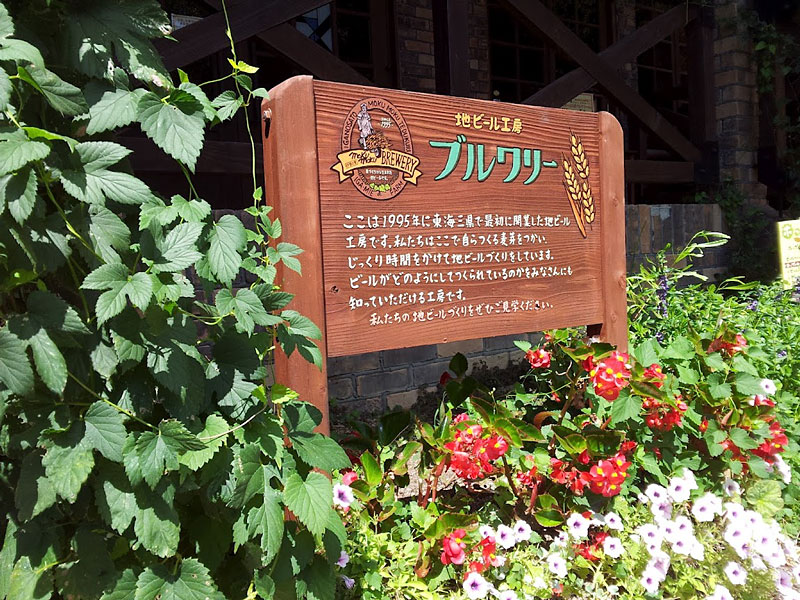 地ビール工房
ブルワリー
BREWERY
ここは1995年に東海三県で最初に開業した地ビール
工房です。私たちはここで自らつくる麦芽をつかい、
じっくり時間をかけて地ビールづくりをしています。
ビールがどのようにしてつくられているのかをみなさんにも
知っていただける工房です。
私たちの地ビールづくりをぜひご見学ください。